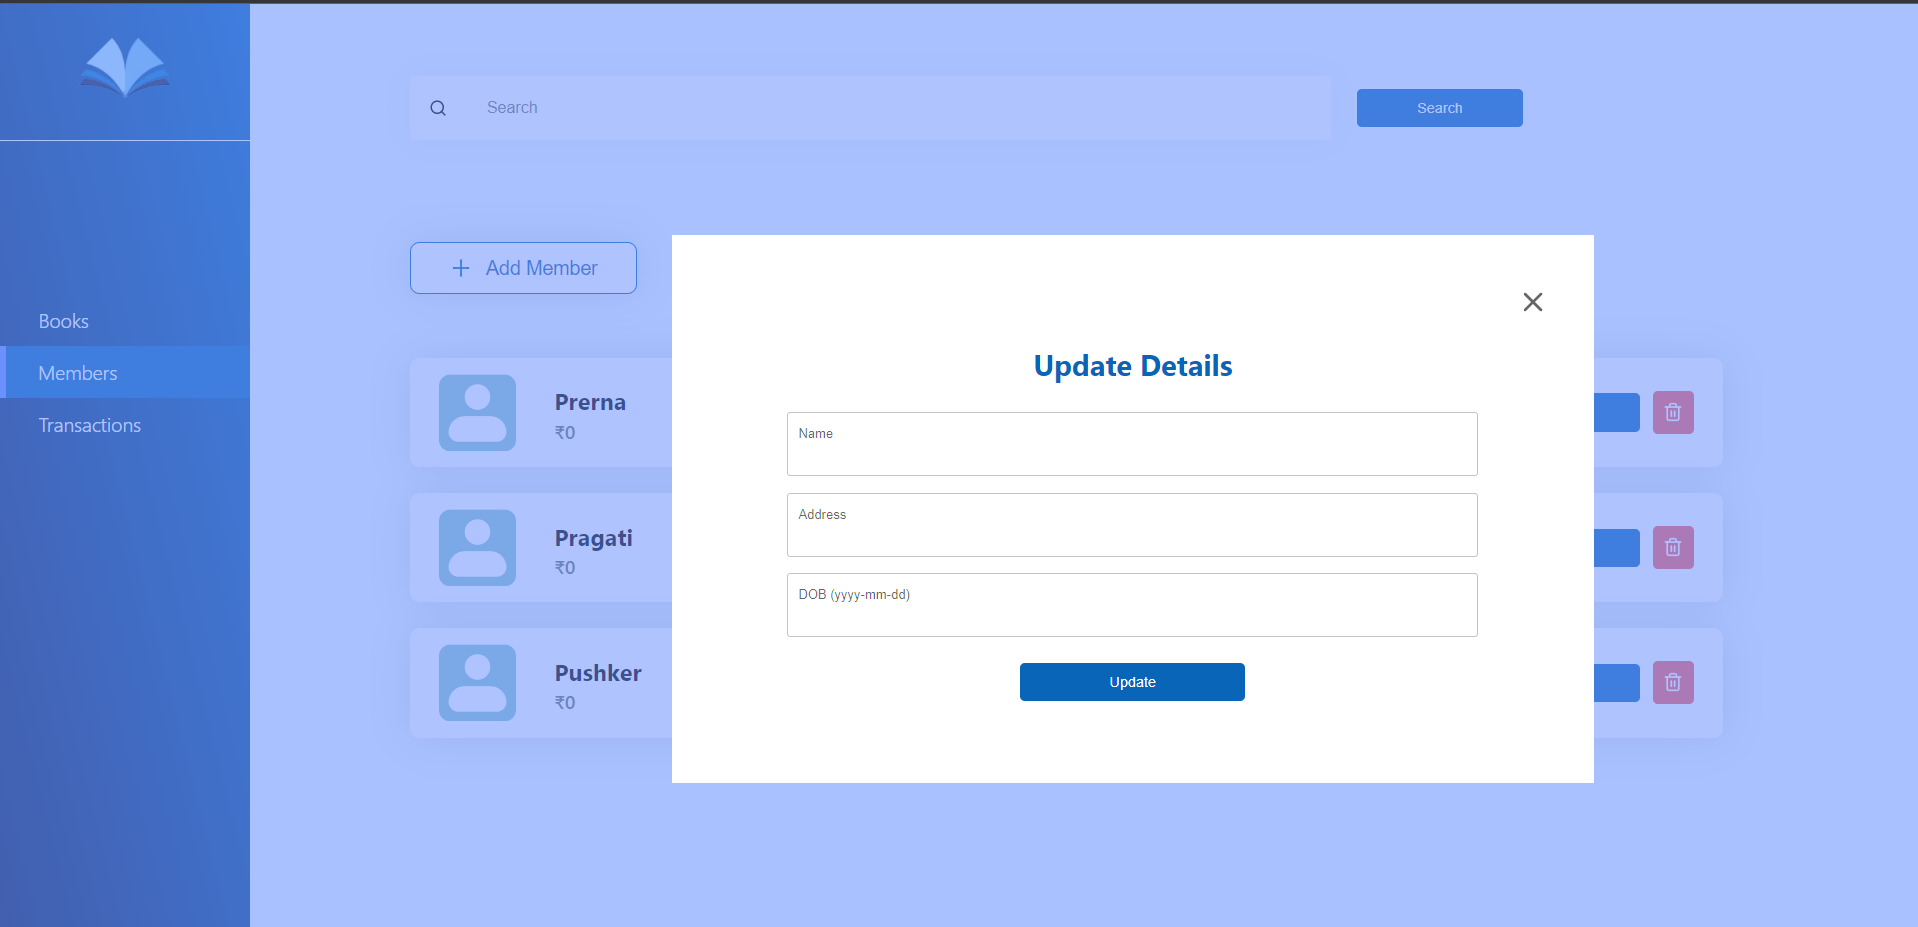 Search
Search
Add Member
Books
Members
Transactions
Prerna
₹0
Pragati
₹0
Pushker
₹0
Update Details
Name
Address
DOB (yyyy-mm-dd)
Update